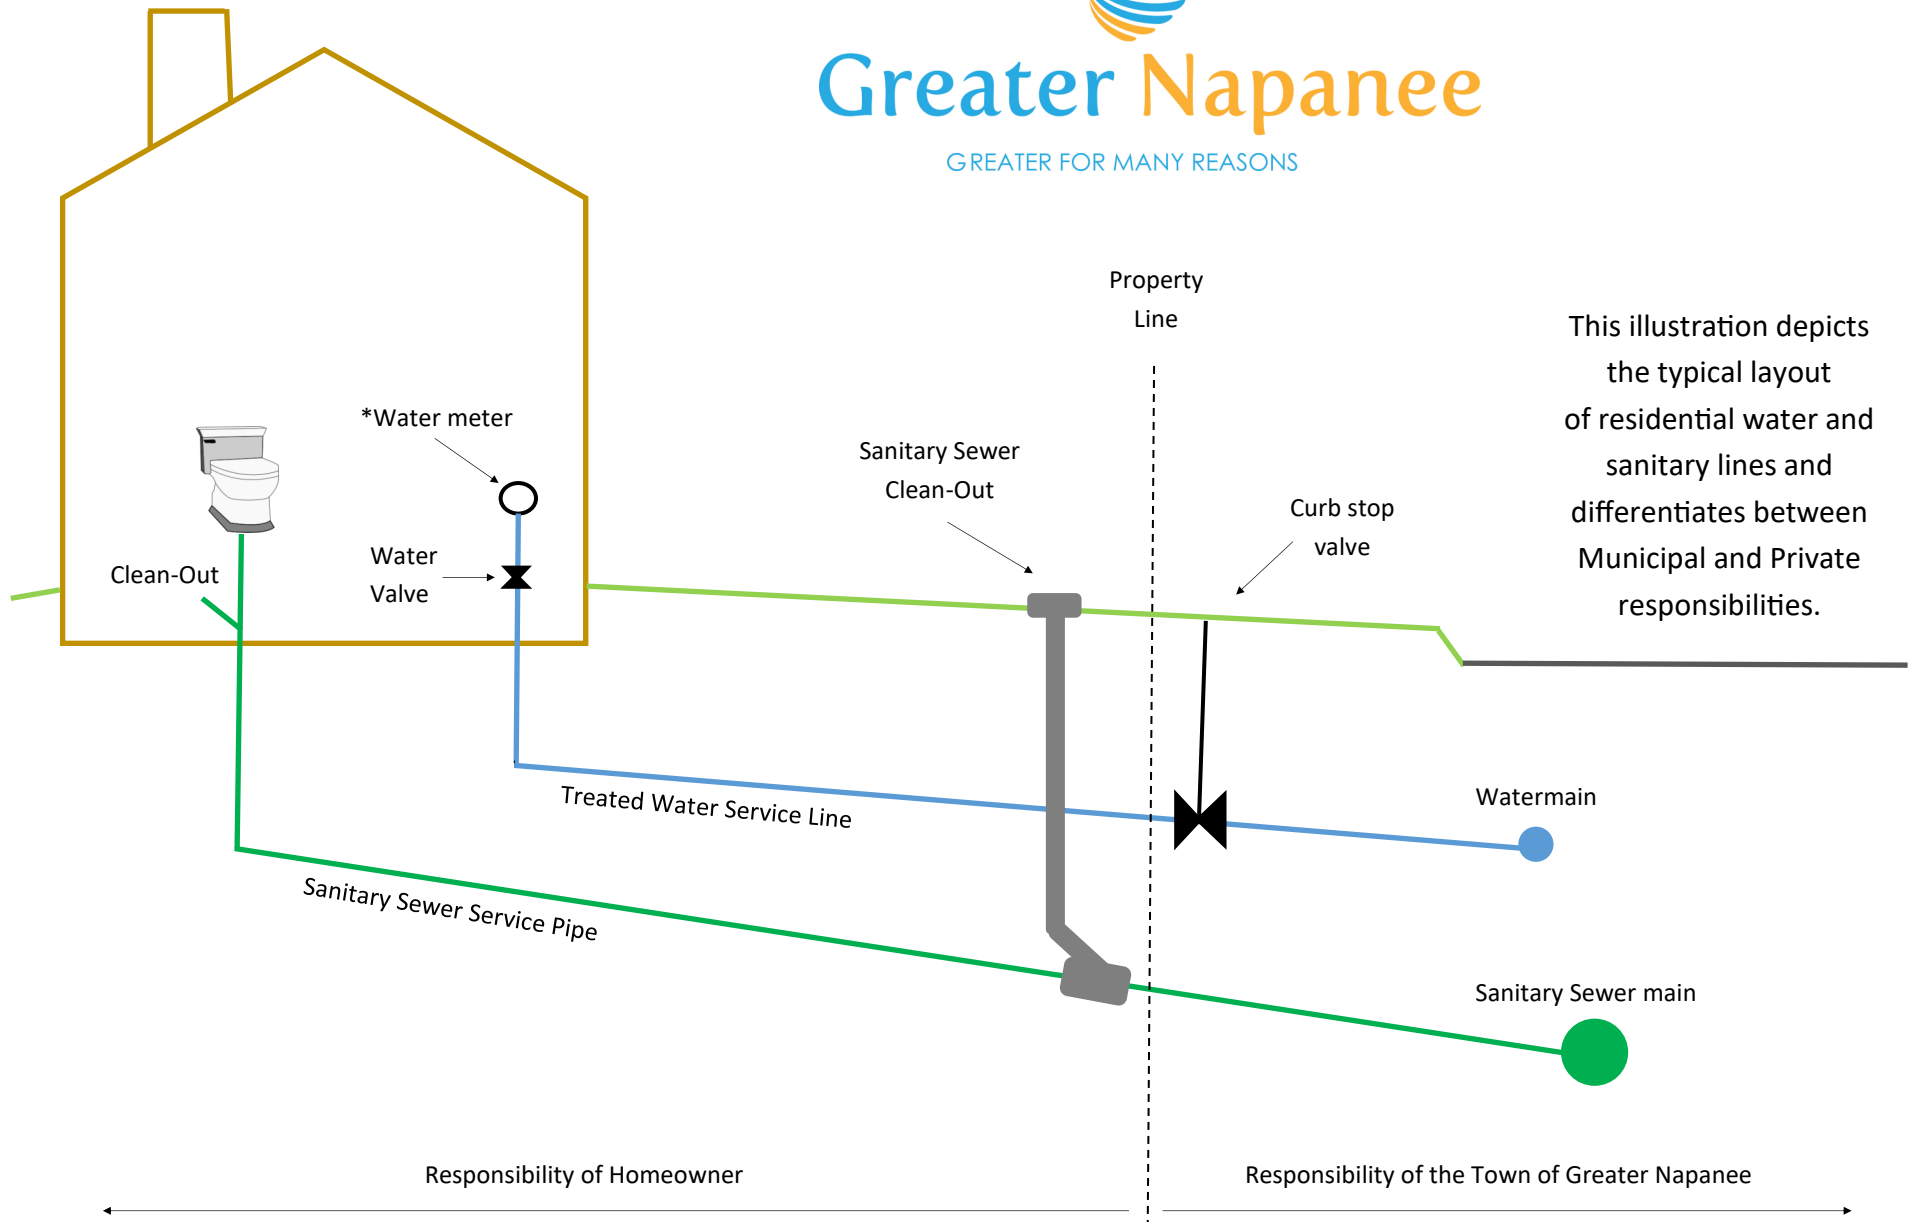 Greater Napanee
GREATER FOR MANY REASONS
Property
Line
This illustration depicts
the typical layout
of residential water and
sanitary lines and
differentiates between
Municipal and Private
responsibilities.
*Water meter
Sanitary Sewer
Clean-Out
Curb stop
valve
Water
Valve
Clean-Out
Treated Water Service Line
Watermain
Sanitary Sewer Service Pipe
Sanitary Sewer main
Responsibility of Homeowner
Responsibility of the Town of Greater Napanee